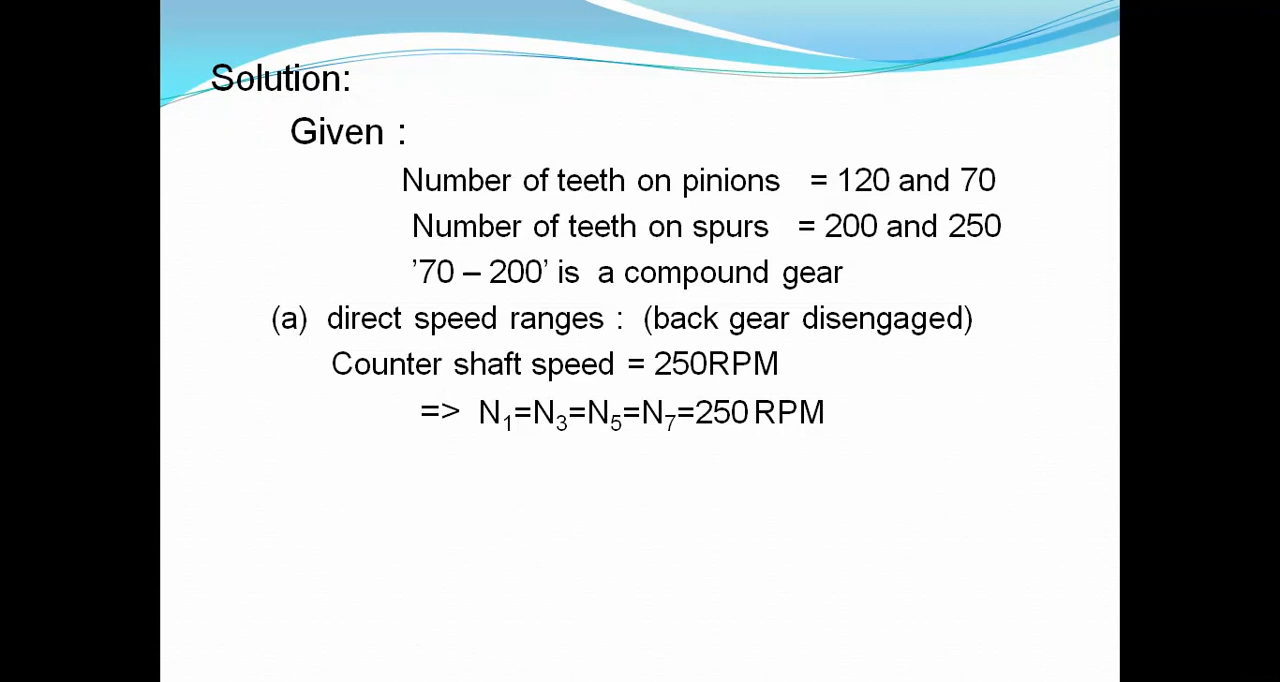 Solution:
Given :
Number of teeth on pinions = 120 and 70
Number of teeth on spurs = 200 and 250
’70 – 200’ is a compound gear
(a) direct speed ranges : (back gear disengaged)
Counter shaft speed = 250RPM
=> N₁=N₃=N₅=N₇=250 RPM